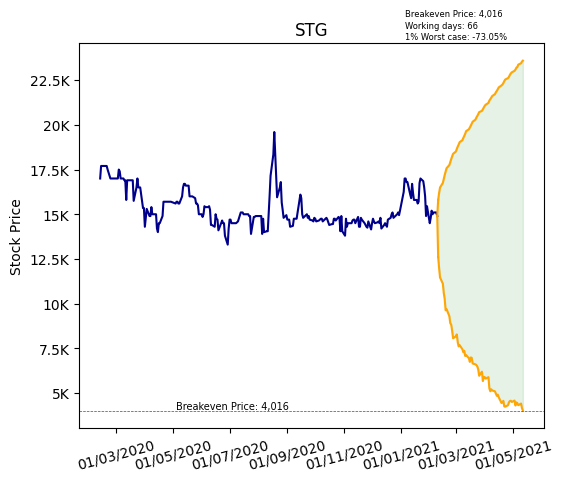 Breakeven Price: 4,016
Working days: 66
1% Worst case: -73.05%
STG
Stock Price
22.5K
20K
17.5K
15K
12.5K
10K
7.5K
5K
Breakeven Price: 4,016
01/03/2020
01/05/2020
01/07/2020
01/09/2020
01/11/2020
01/01/2021
01/03/2021
01/05/2021